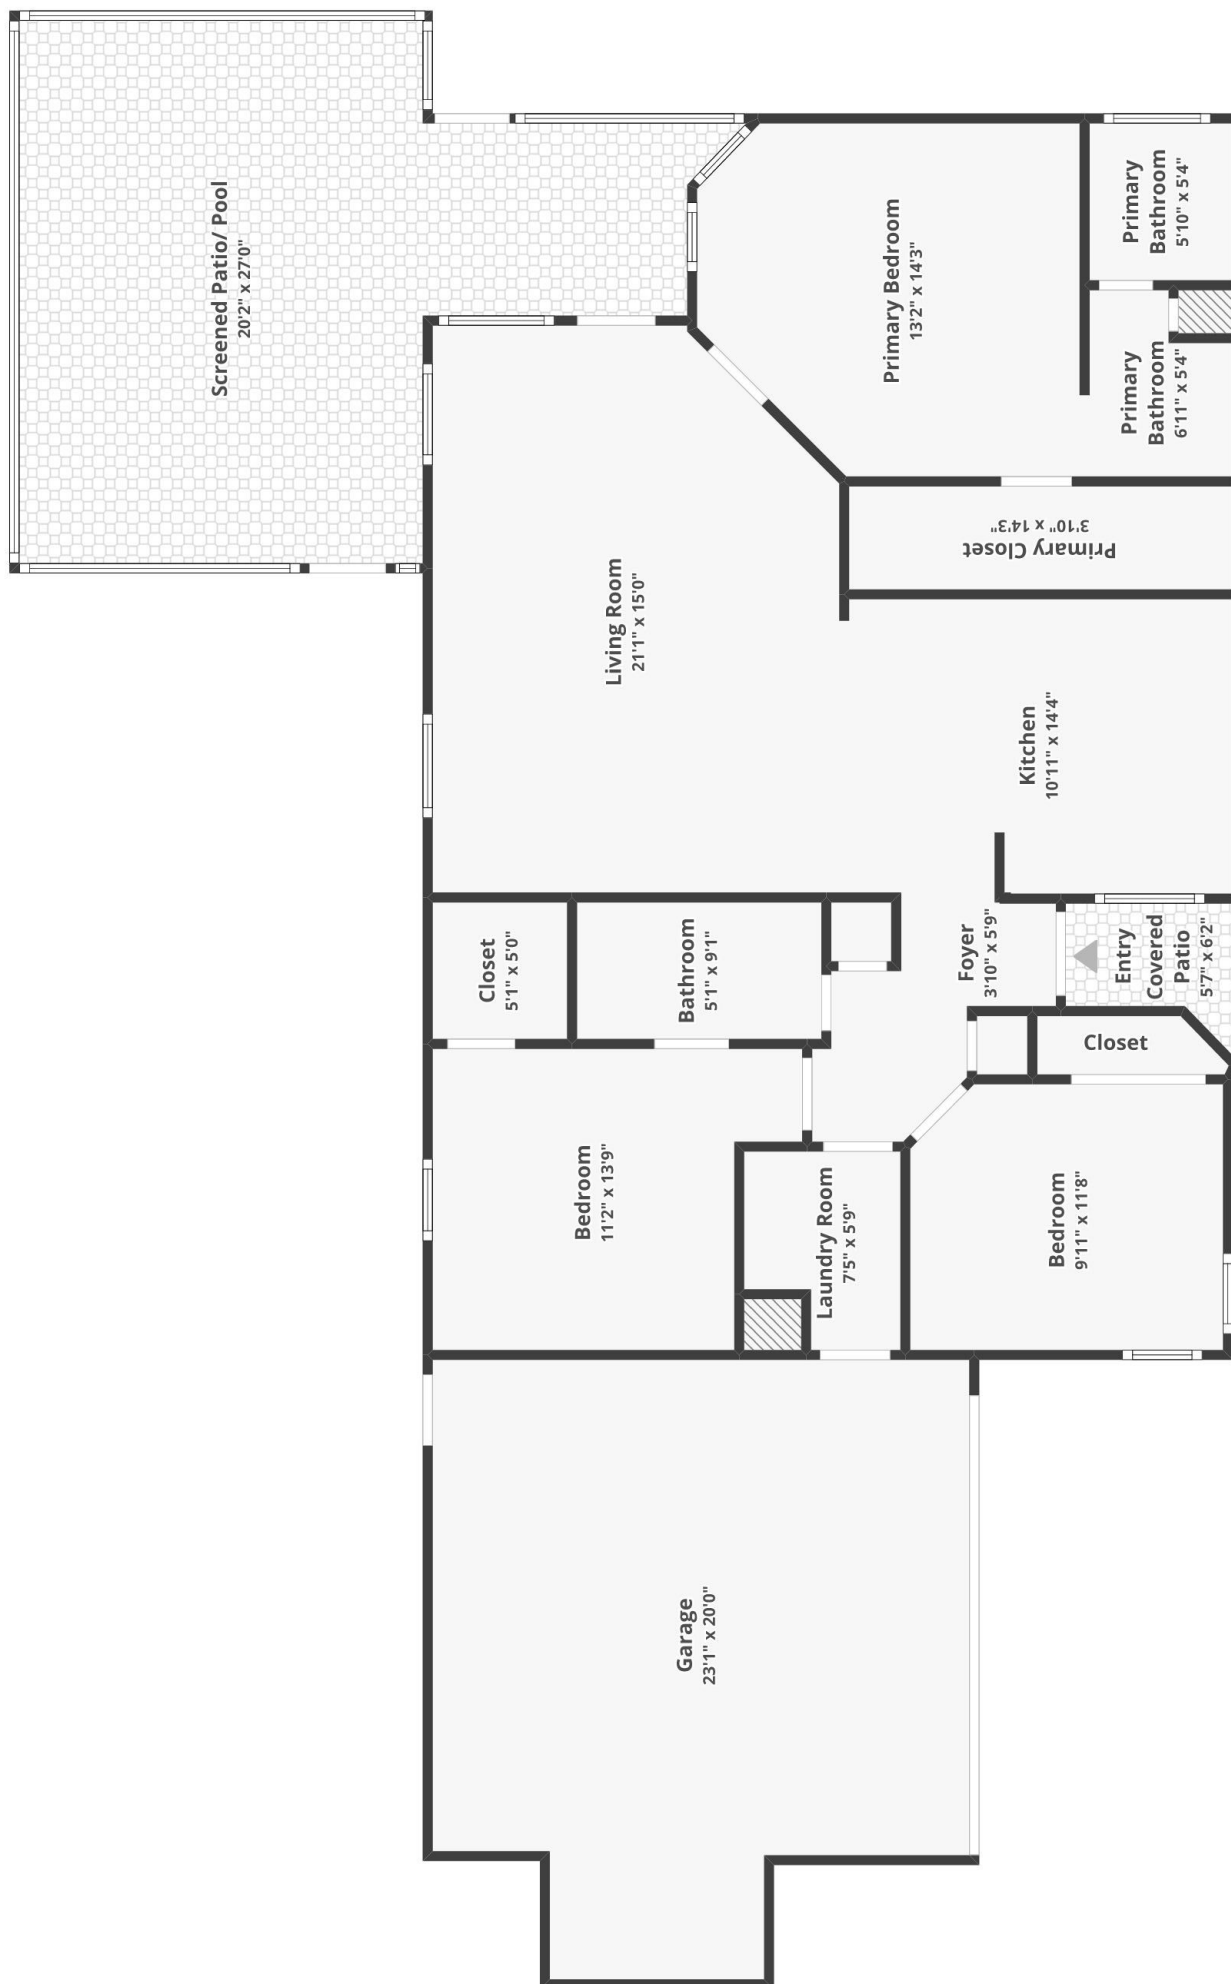 Screened Patio/ Pool
20'2" x 27'0"
Primary Bedroom
13'2" x 14'3"
Primary
Bathroom
5'10" x 5'4"
Primary
Bathroom
6'11" x 5'4"
Primary Closet
3'10" x 14'3"
Living Room
21'1" x 15'0"
Kitchen
10'11" x 14'4"
Closet
5'1" x 5'0"
Bathroom
5'1" x 9'1"
Foyer
3'10" x 5'9"
Entry
Covered
Patio
5'7" x 6'2"
Closet
Bedroom
11'2" x 13'9"
Laundry Room
7'5" x 5'9"
Bedroom
9'11" x 11'8"
Garage
23'1" x 20'0"